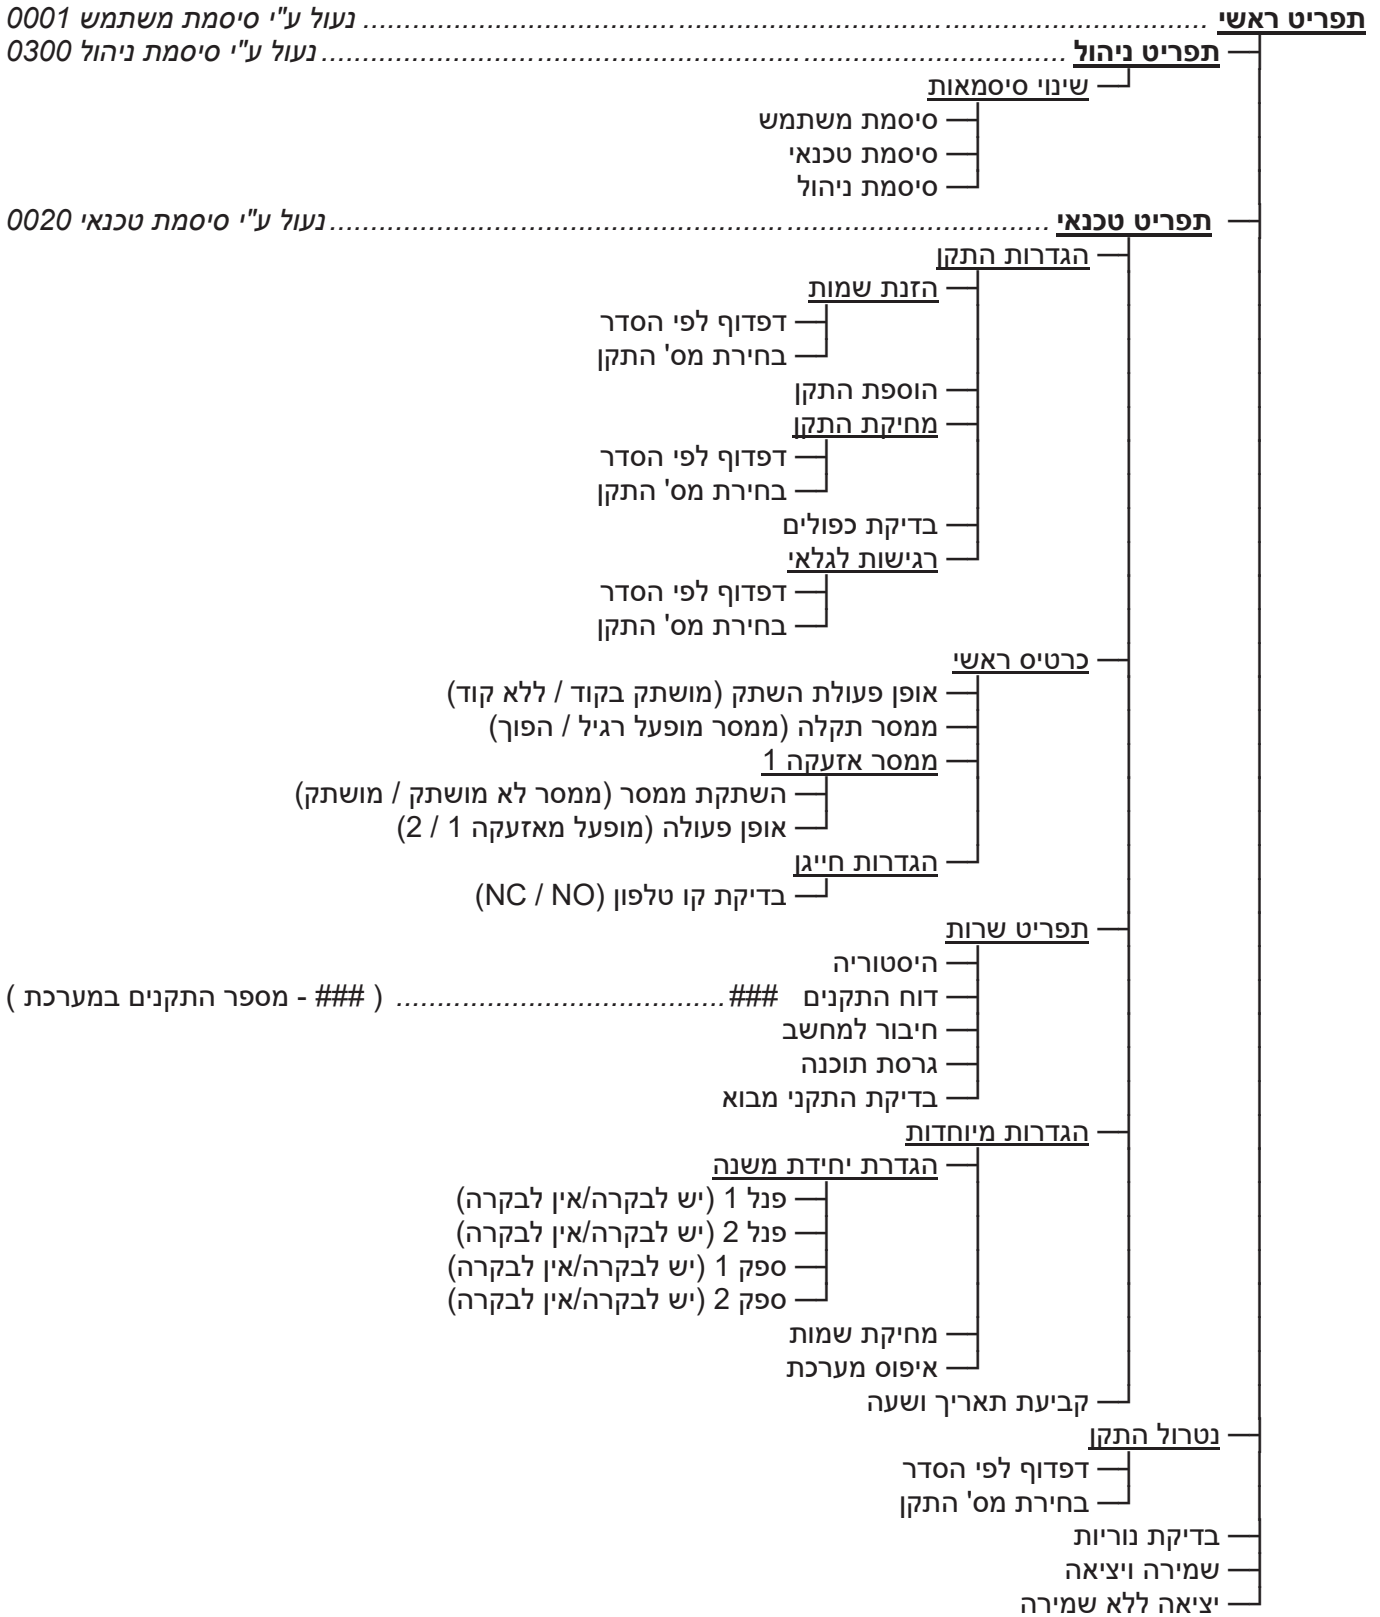 תפריט ראשי ........ נעול ע"י סיסמת משתמש 0001
תפריט ניהול ........ נעול ע"י סיסמת ניהול 0300
שינוי סיסמאות
סיסמת משתמש
סיסמת טכנאי
סיסמת ניהול
תפריט טכנאי ........ נעול ע"י סיסמת טכנאי 0020
הגדרות התקן
הזנת שמות
דפדוף לפי הסדר
בחירת מס' התקן
הוספת התקן
מחיקת התקן
דפדוף לפי הסדר
בחירת מס' התקן
בדיקת כפולים
רגישות לגלאי
דפדוף לפי הסדר
בחירת מס' התקן
כרטיס ראשי
אופן פעולת השתק (מושתק בקוד / ללא קוד)
ממסר תקלה (ממסר מופעל רגיל / הפוך)
ממסר אזעקה 1
השתקת ממסר (ממסר לא מושתק / מושתק)
אופן פעולה (מופעל מאזעקה 1 / 2)
הגדרות חייגן
בדיקת קו טלפון (NC / NO)
תפריט שרות
היסטוריה
דוח התקנים ### ........ ( ### - מספר התקנים במערכת )
חיבור למחשב
גרסת תוכנה
בדיקת התקני מבוא
הגדרות מיוחדות
הגדרת יחידת משנה
פנל 1 (יש לבקרה/אין לבקרה)
פנל 2 (יש לבקרה/אין לבקרה)
ספק 1 (יש לבקרה/אין לבקרה)
ספק 2 (יש לבקרה/אין לבקרה)
מחיקת שמות
איפוס מערכת
קביעת תאריך ושעה
נטרול התקן
דפדוף לפי הסדר
בחירת מס' התקן
בדיקת נוריות
שמירה ויציאה
יציאה ללא שמירה